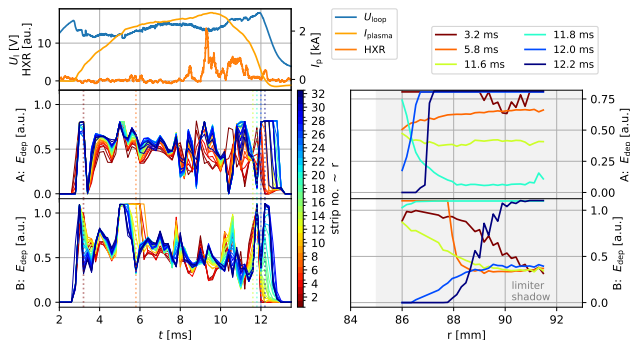 U_loop
I_plasma
HXR
3.2 ms
5.8 ms
11.6 ms
11.8 ms
12.0 ms
12.2 ms
U_l [V]
HXR [au.]
15
10
5
0
2
0
I_p [kA]
A: E_dep [a.u.]
1.0
0.5
0.0
B: E_dep [a.u.]
1.0
0.5
0.0
2 4 6 8 10 12
t [ms]
32
30
28
26
24
22
20
18
16
14
12
10
8
6
4
2
strip no. ~ r
0.75
0.50
0.25
0.00
A: E_dep [a.u.]
1.0
0.5
0.0
B: E_dep [a.u.]
limiter
shadow
84 86 88 90 92
r [mm]